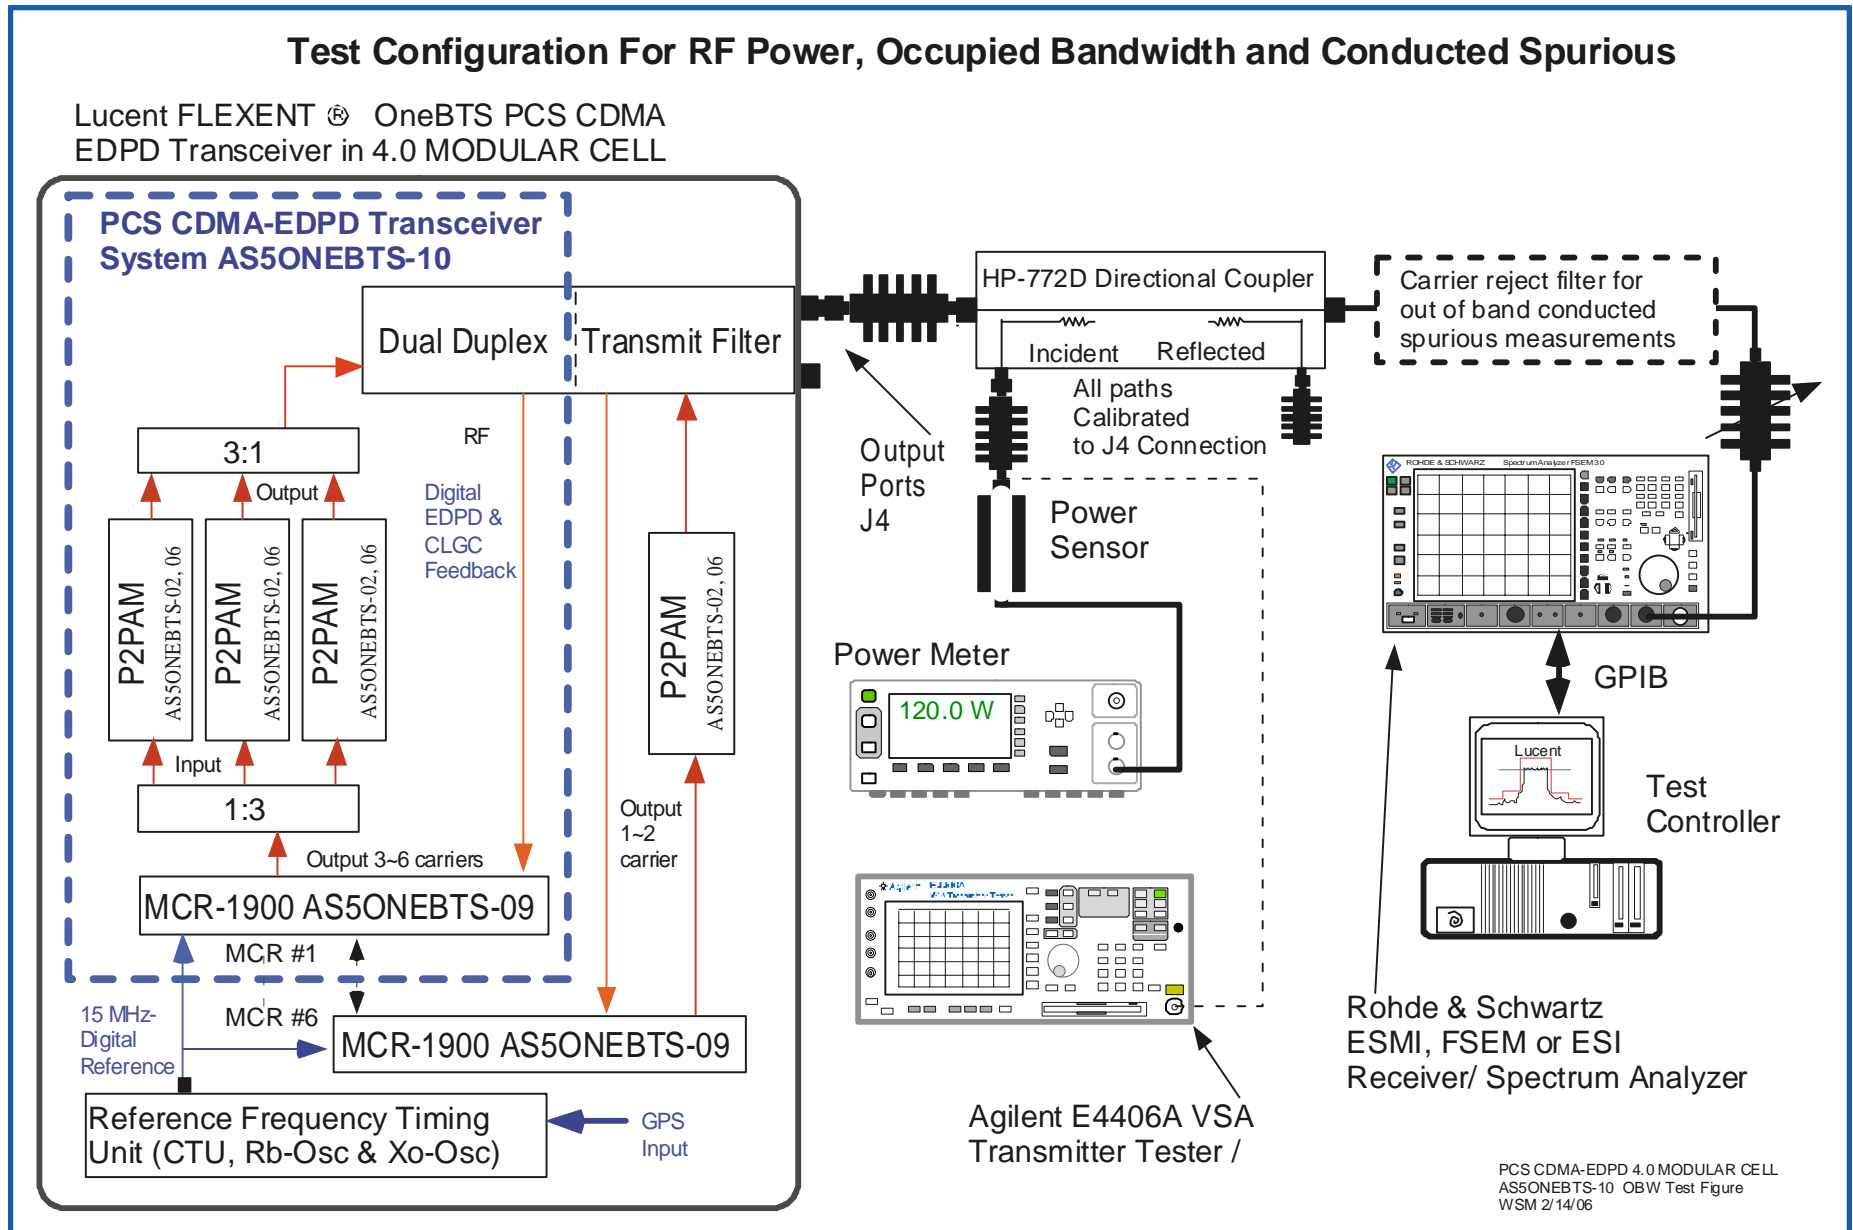 Test Configuration For RF Power, Occupied Bandwidth and Conducted Spurious
Lucent FLEXENT ® OneBTS PCS CDMA
EDPD Transceiver in 4.0 MODULAR CELL
PCS CDMA-EDPD Transceiver
System AS5ONEBTS-10
Dual Duplex
Transmit Filter
3:1
Output
RF
Digital
EDPD &
CLGC
Feedback
P2PAM
AS5ONEBTS-02, 06
P2PAM
AS5ONEBTS-02, 06
P2PAM
AS5ONEBTS-02, 06
P2PAM
AS5ONEBTS-02, 06
Input
1:3
Output 3~6 carriers
Output
1~2
carrier
MCR-1900 AS5ONEBTS-09
MCR #1
MCR #6
15 MHz-
Digital
Reference
MCR-1900 AS5ONEBTS-09
Reference Frequency Timing
Unit (CTU, Rb-Osc & Xo-Osc)
GPS
Input
Output
Ports
J4
HP-772D Directional Coupler
Incident
Reflected
All paths
Calibrated
to J4 Connection
Carrier reject filter for
out of band conducted
spurious measurements
Power
Sensor
Power Meter
120.0 W
Agilent
Agilent E4406A VSA
Transmitter Tester /
ROHDE & SCHWARZ
Spectrum Analyzer FSEM 30
GPIB
Lucent
Test
Controller
Rohde & Schwartz
ESMI, FSEM or ESI
Receiver/ Spectrum Analyzer
PCS CDMA-EDPD 4.0 MODULAR CELL
AS5ONEBTS-10 OBW Test Figure
WSM 2/14/06